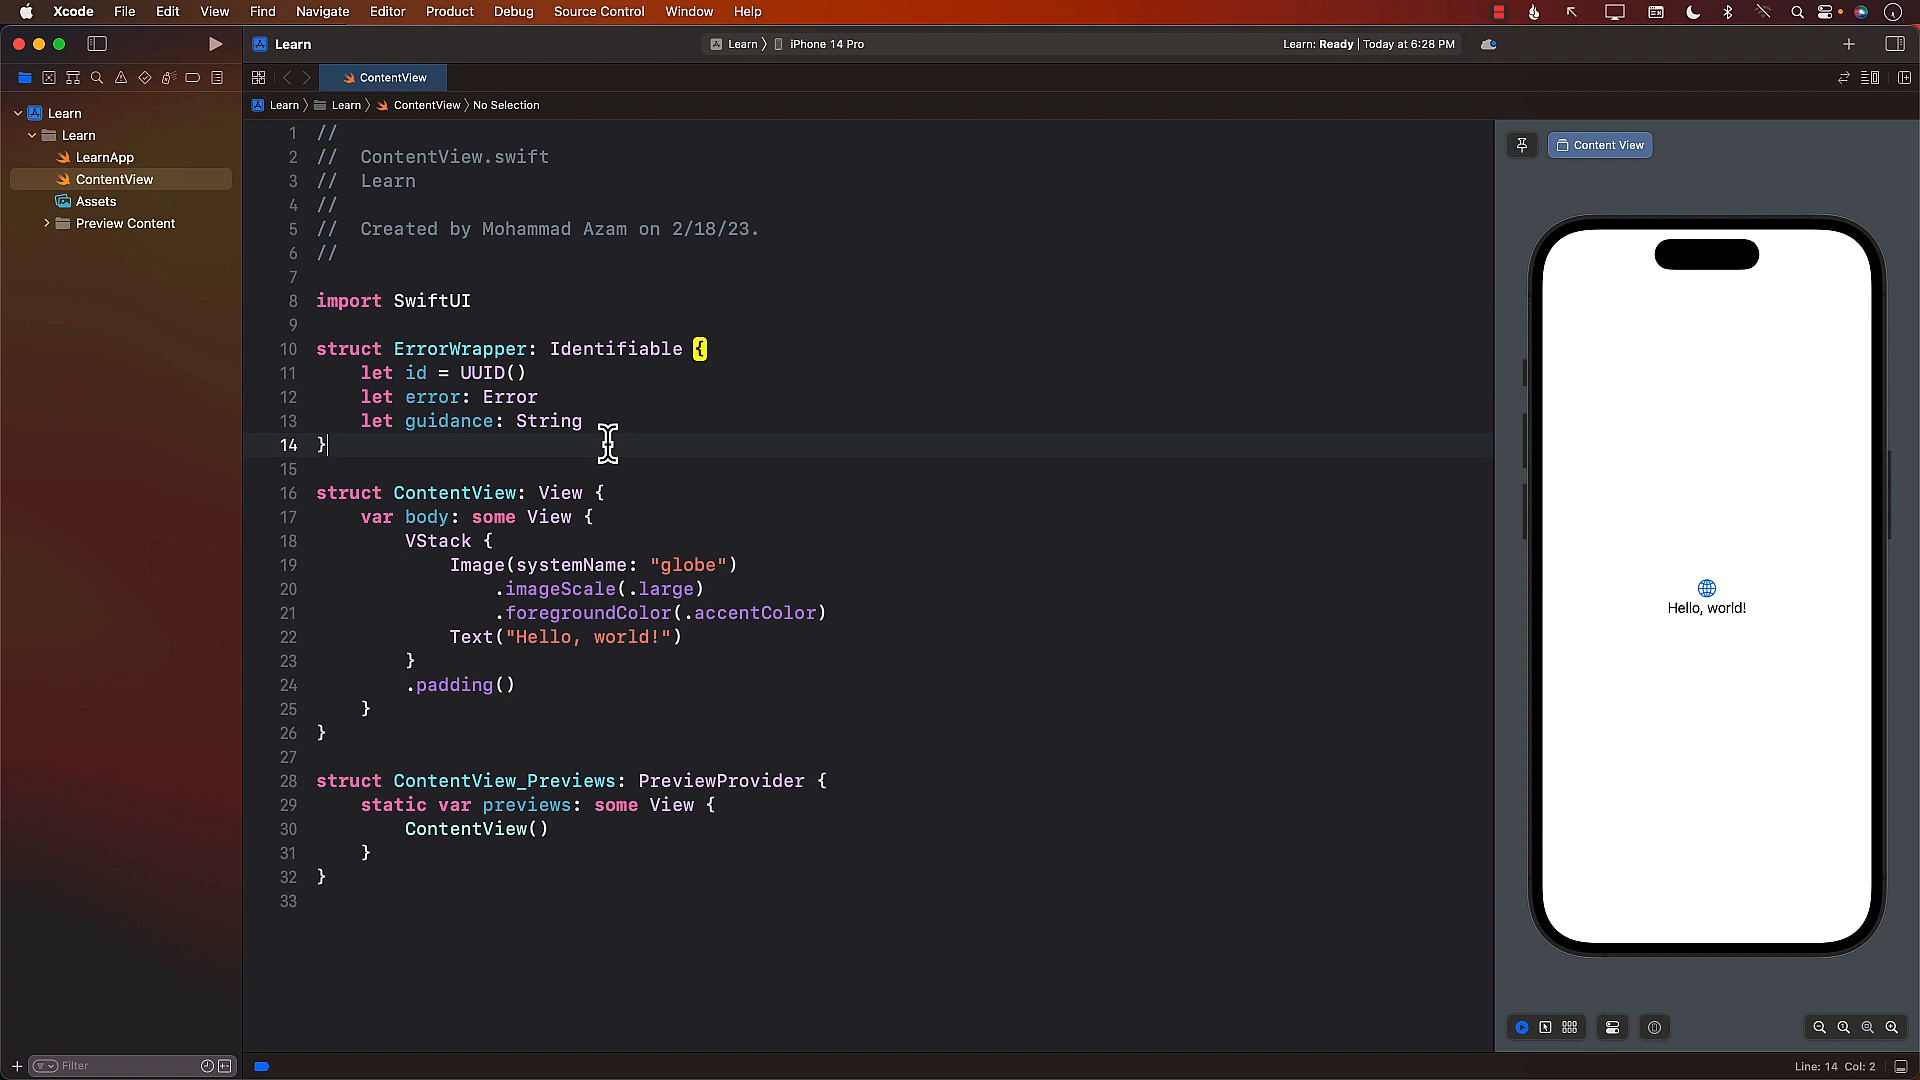 Xcode File Edit View Find Navigate Editor Product Debug Source Control Window Help
Learn
Learn iPhone 14 Pro
Learn: Ready | Today at 6:28 PM
ContentView
Learn Learn ContentView No Selection
Learn
Learn
LearnApp
ContentView
Assets
Preview Content
1 //
2 //  ContentView.swift
3 //  Learn
4 //
5 //  Created by Mohammad Azam on 2/18/23.
6 //
7
8 import SwiftUI
9
10 struct ErrorWrapper: Identifiable {
11     let id = UUID()
12     let error: Error
13     let guidance: String
14 }
15
16 struct ContentView: View {
17     var body: some View {
18         VStack {
19             Image(systemName: "globe")
20                 .imageScale(.large)
21                 .foregroundColor(.accentColor)
22             Text("Hello, world!")
23         }
24         .padding()
25     }
26 }
27
28 struct ContentView_Previews: PreviewProvider {
29     static var previews: some View {
30         ContentView()
31     }
32 }
33
Content View
Hello, world!
Filter
Line: 14 Col: 2